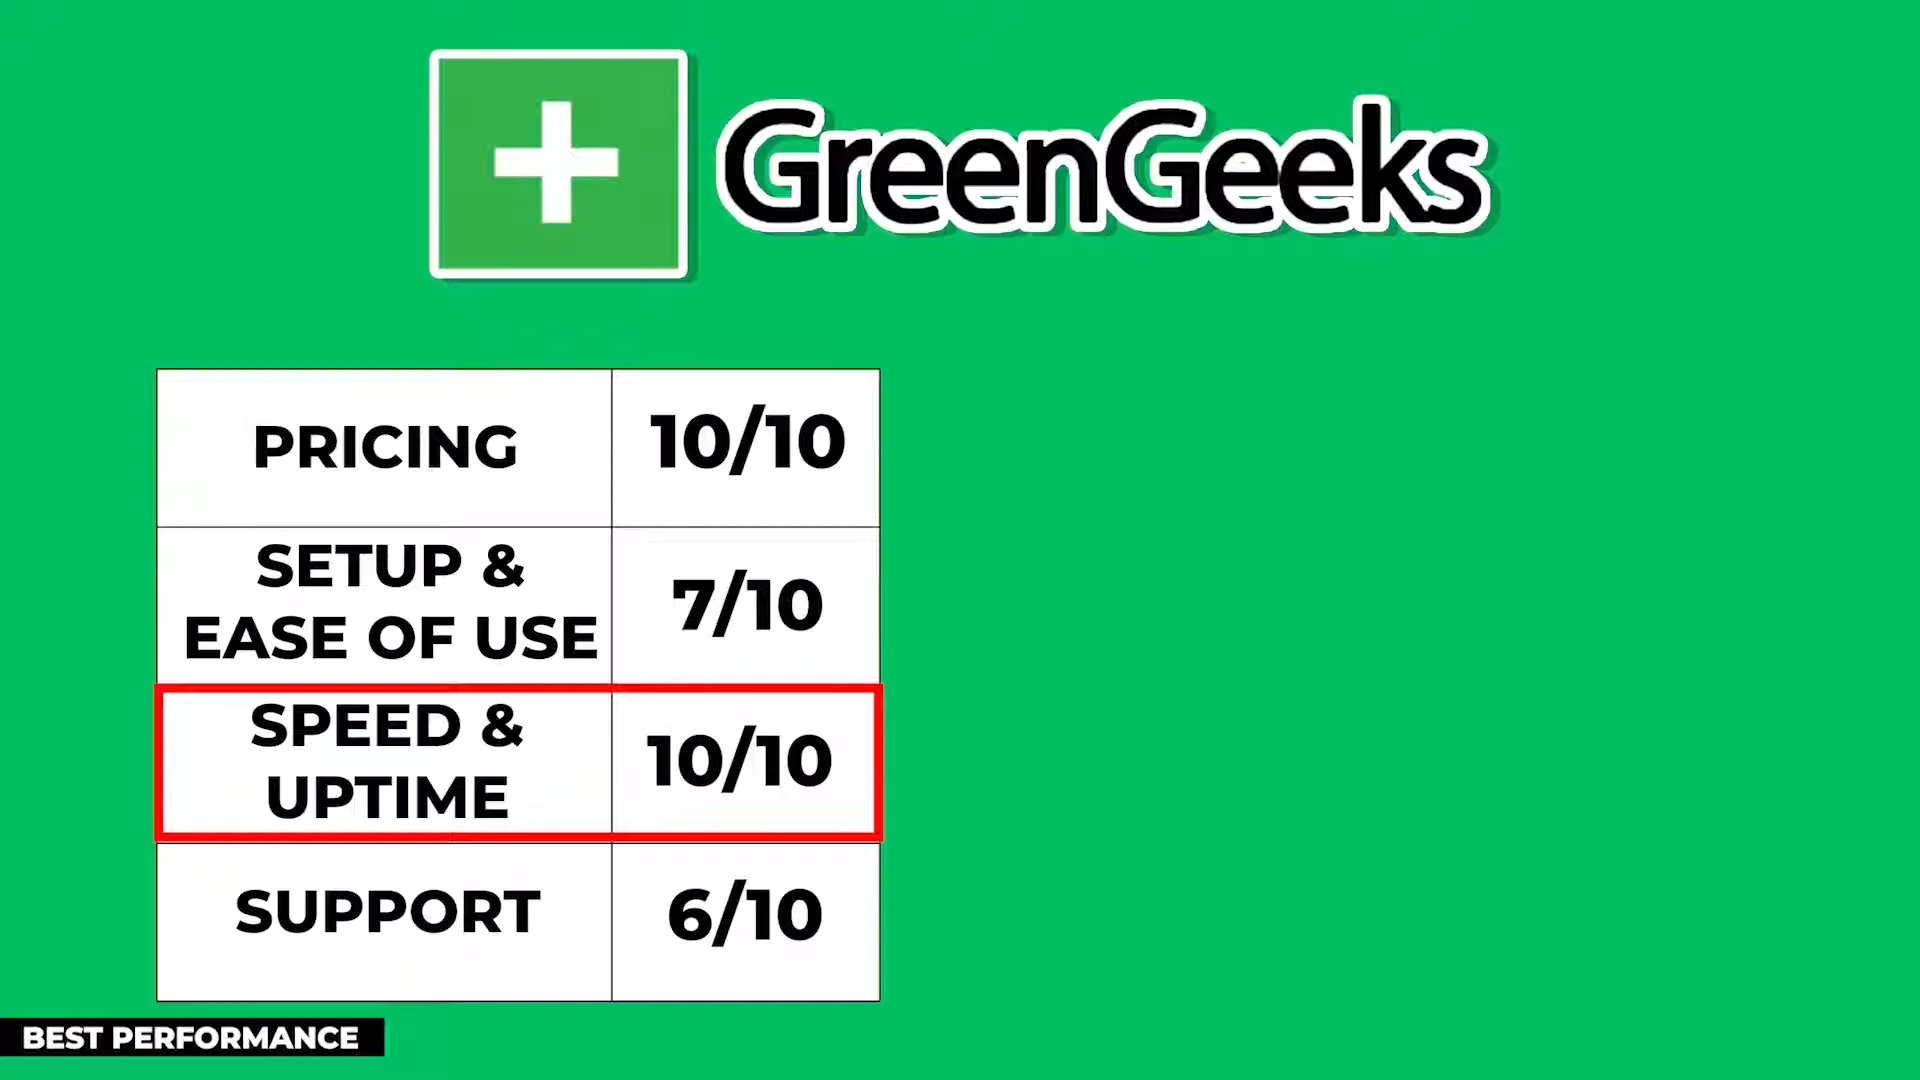 GreenGeeks
PRICING 10/10
SETUP &
EASE OF USE 7/10
SPEED &
UPTIME 10/10
SUPPORT 6/10
BEST PERFORMANCE